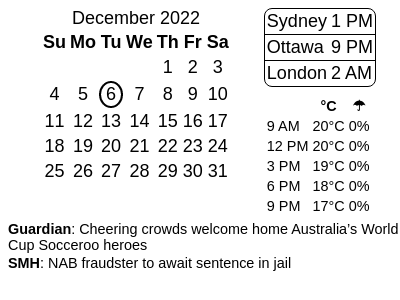 December 2022
Su Mo Tu We Th Fr Sa
1 2 3
4 5 6 7 8 9 10
11 12 13 14 15 16 17
18 19 20 21 22 23 24
25 26 27 28 29 30 31
Sydney 1 PM
Ottawa 9 PM
London 2 AM
°C ☂
9 AM 20°C 0%
12 PM 20°C 0%
3 PM 19°C 0%
6 PM 18°C 0%
9 PM 17°C 0%
Guardian: Cheering crowds welcome home Australia’s World
Cup Socceroo heroes
SMH: NAB fraudster to await sentence in jail